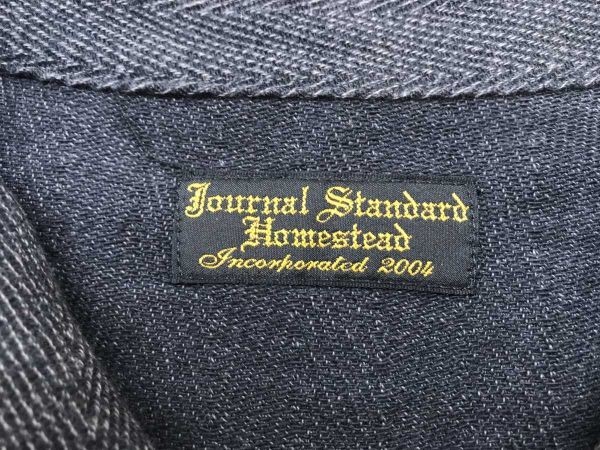 Journal Standard
Homestead
Incorporated 2004